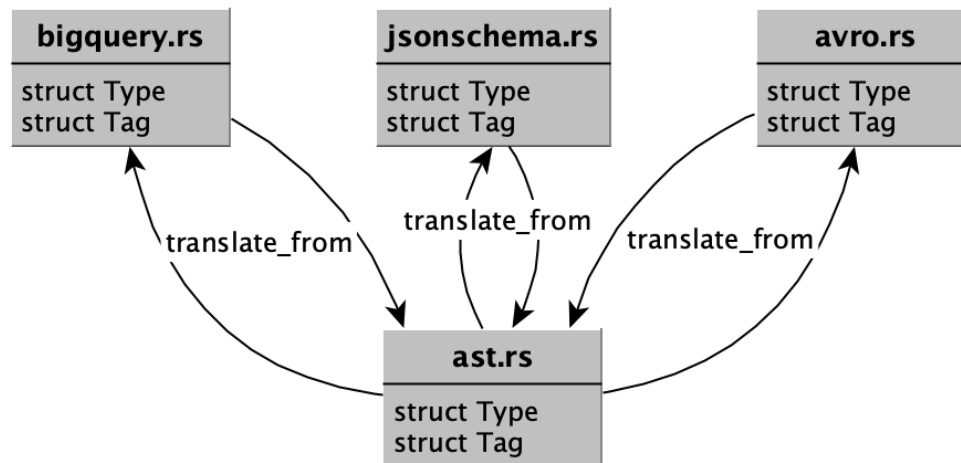 bigquery.rs
struct Type
struct Tag
jsonschema.rs
struct Type
struct Tag
avro.rs
struct Type
struct Tag
translate_from
translate_from
translate_from
ast.rs
struct Type
struct Tag